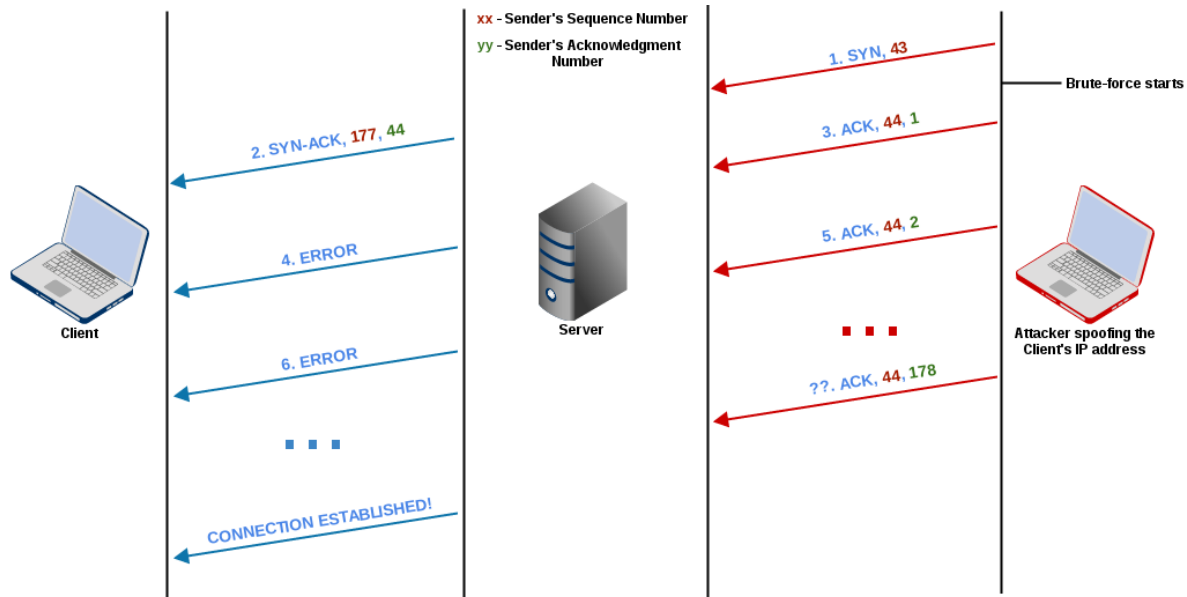 xx - Sender's Sequence Number
yy - Sender's Acknowledgment
Number
1. SYN, 43
Brute-force starts
2. SYN-ACK, 177, 44
3. ACK, 44, 1
4. ERROR
5. ACK, 44, 2
Client
Server
Attacker spoofing the
Client's IP address
6. ERROR
??. ACK, 44, 178
CONNECTION ESTABLISHED!